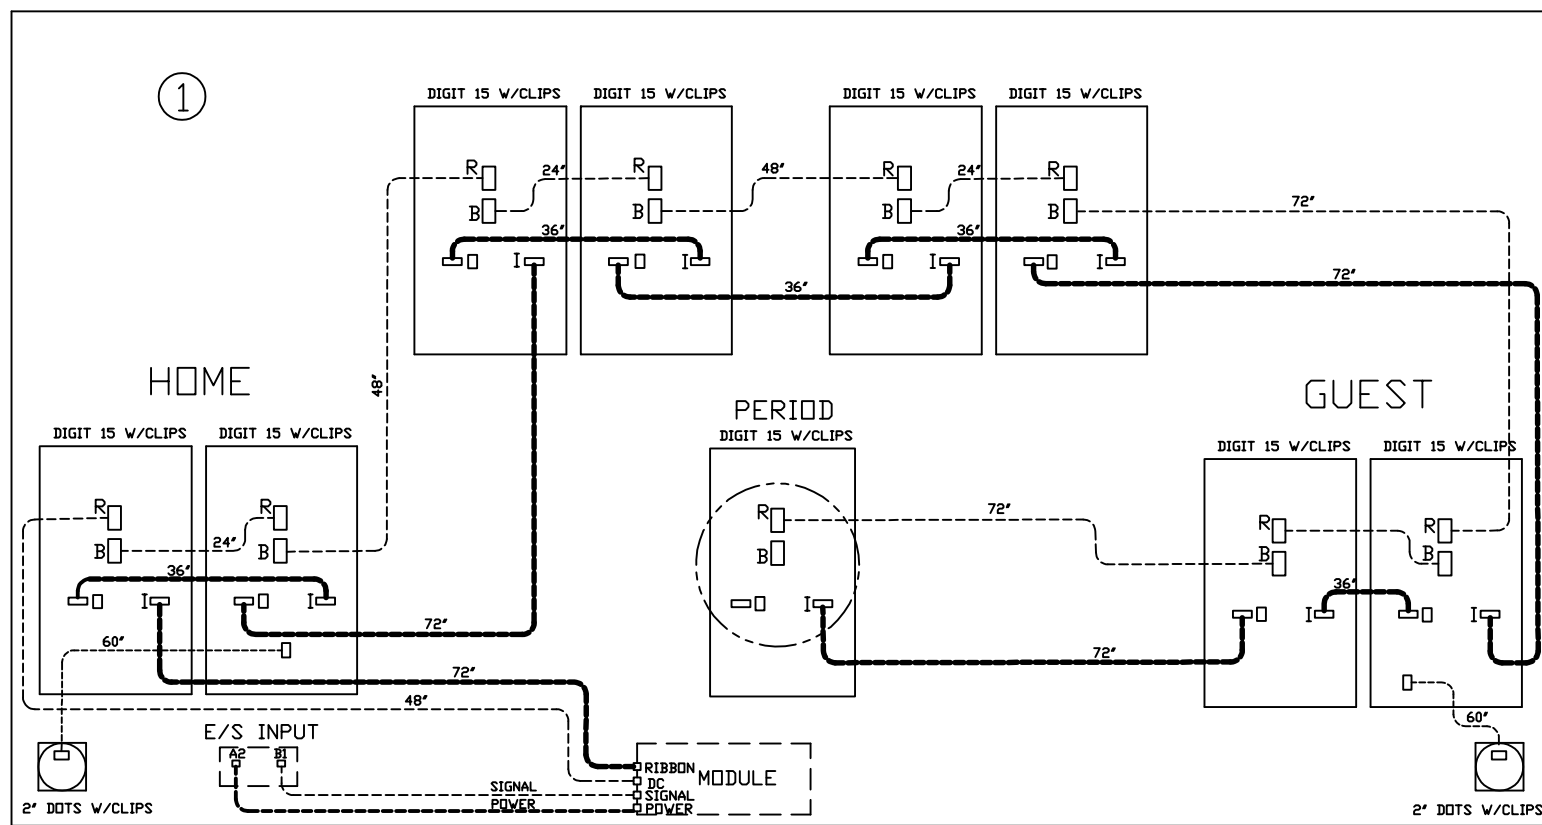 1
DIGIT 15 W/CLIPS
DIGIT 15 W/CLIPS
DIGIT 15 W/CLIPS
DIGIT 15 W/CLIPS
R
24"
R
48"
R
24"
R
72"
B
B
B
B
36"
36"
I
I
I
I
72"
36"
HOME
48"
PERIOD
GUEST
DIGIT 15 W/CLIPS
DIGIT 15 W/CLIPS
DIGIT 15 W/CLIPS
DIGIT 15 W/CLIPS
DIGIT 15 W/CLIPS
R
R
R
72"
R
R
B
24"
B
B
B
B
36"
36"
I
I
I
I
I
72"
60"
72"
72"
48"
60"
E/S INPUT
A2
B1
RIBBON
DC
SIGNAL
POWER
MODULE
SIGNAL
POWER
2" DOTS W/CLIPS
2" DOTS W/CLIPS